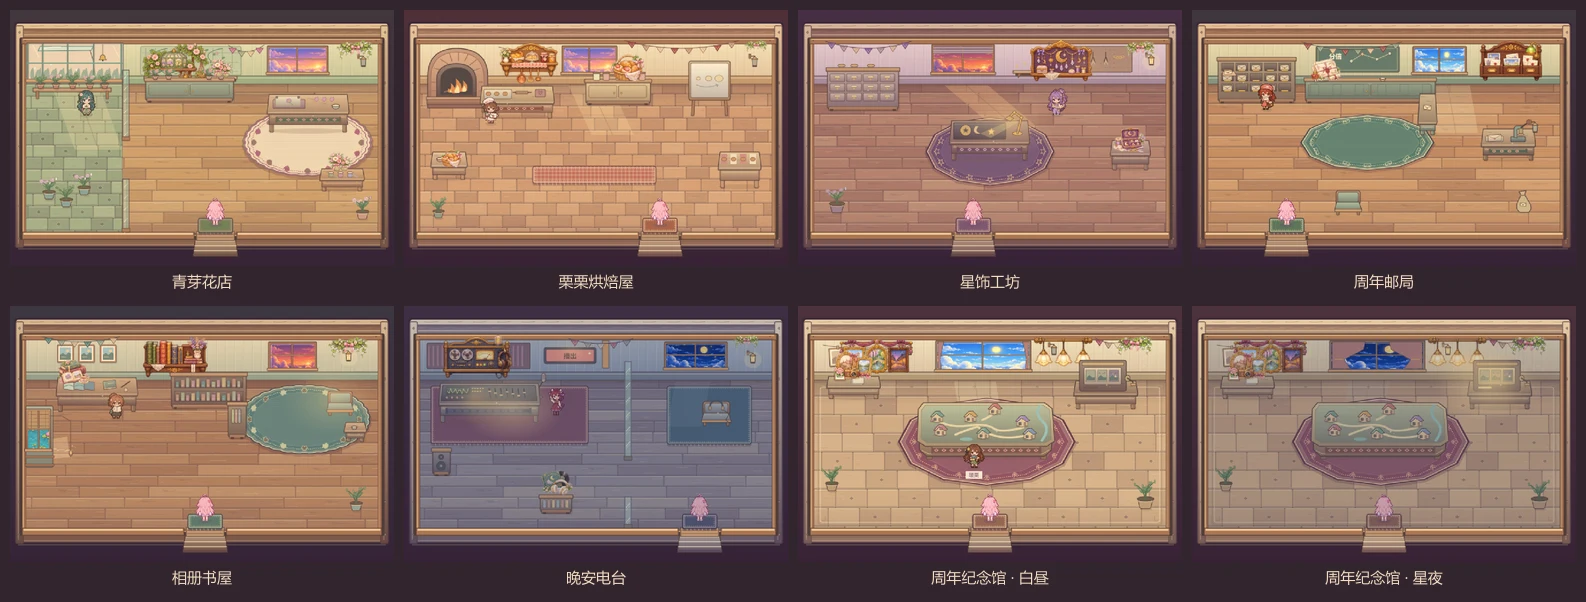 青芽花店
栗栗烘焙屋
星饰工坊
周年邮局
相册书屋
晚安电台
周年纪念馆 · 白昼
周年纪念馆 · 星夜